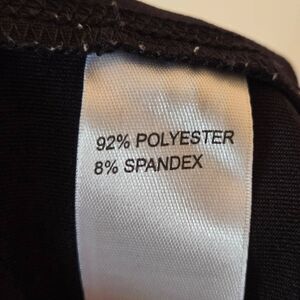 92% POLYESTER
8% SPANDEX